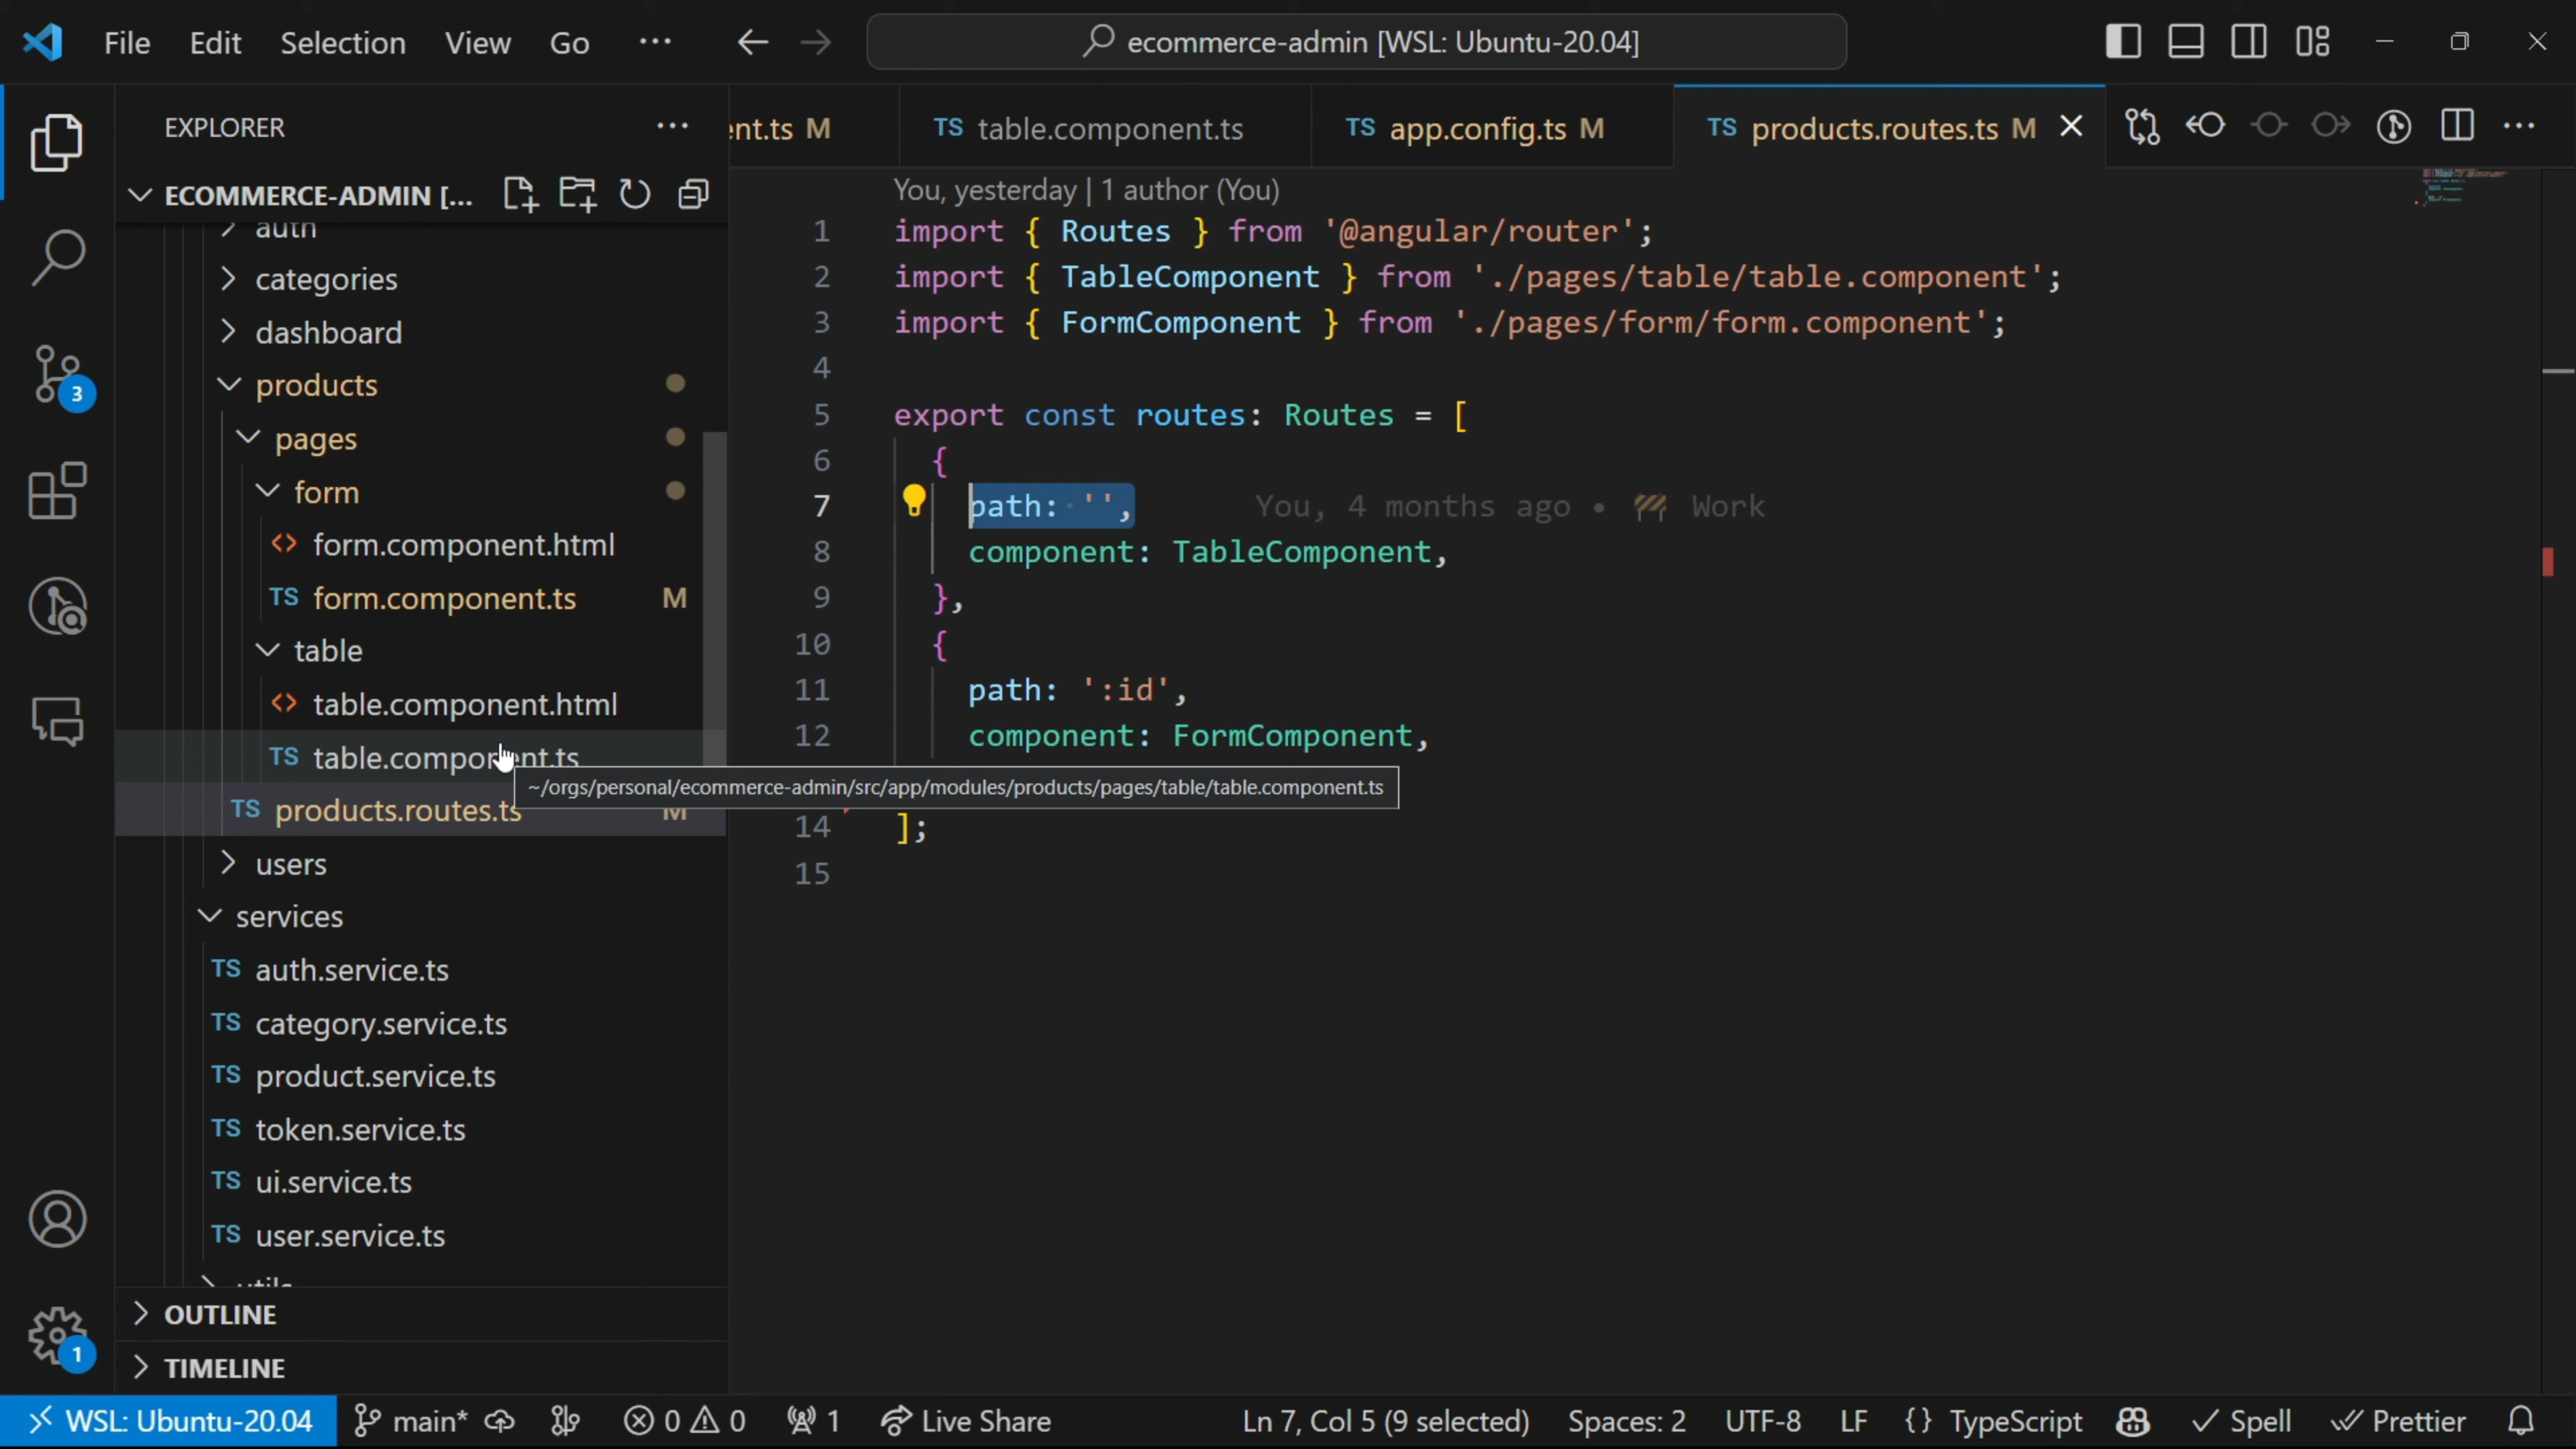 File Edit Selection View Go ··· ecommerce-admin [WSL: Ubuntu-20.04]
EXPLORER ···
ent.ts M
TS table.component.ts
TS app.config.ts M
TS products.routes.ts M
ECOMMERCE-ADMIN [...
auth
categories
dashboard
products
pages
form
<> form.component.html
TS form.component.ts M
table
<> table.component.html
TS table.component.ts
~/orgs/personal/ecommerce-admin/src/app/modules/products/pages/table/table.component.ts
TS products.routes.ts M
users
services
TS auth.service.ts
TS category.service.ts
TS product.service.ts
TS token.service.ts
TS ui.service.ts
TS user.service.ts
utils
OUTLINE
TIMELINE
3
1
You, yesterday | 1 author (You)
1 import { Routes } from '@angular/router';
2 import { TableComponent } from './pages/table/table.component';
3 import { FormComponent } from './pages/form/form.component';
4
5 export const routes: Routes = [
6 {
7 path: '', You, 4 months ago • 🚧 Work
8 component: TableComponent,
9 },
10 {
11 path: ':id',
12 component: FormComponent,
14 ];
15
WSL: Ubuntu-20.04 main* 0 0 1 Live Share Ln 7, Col 5 (9 selected) Spaces: 2 UTF-8 LF {} TypeScript Spell Prettier